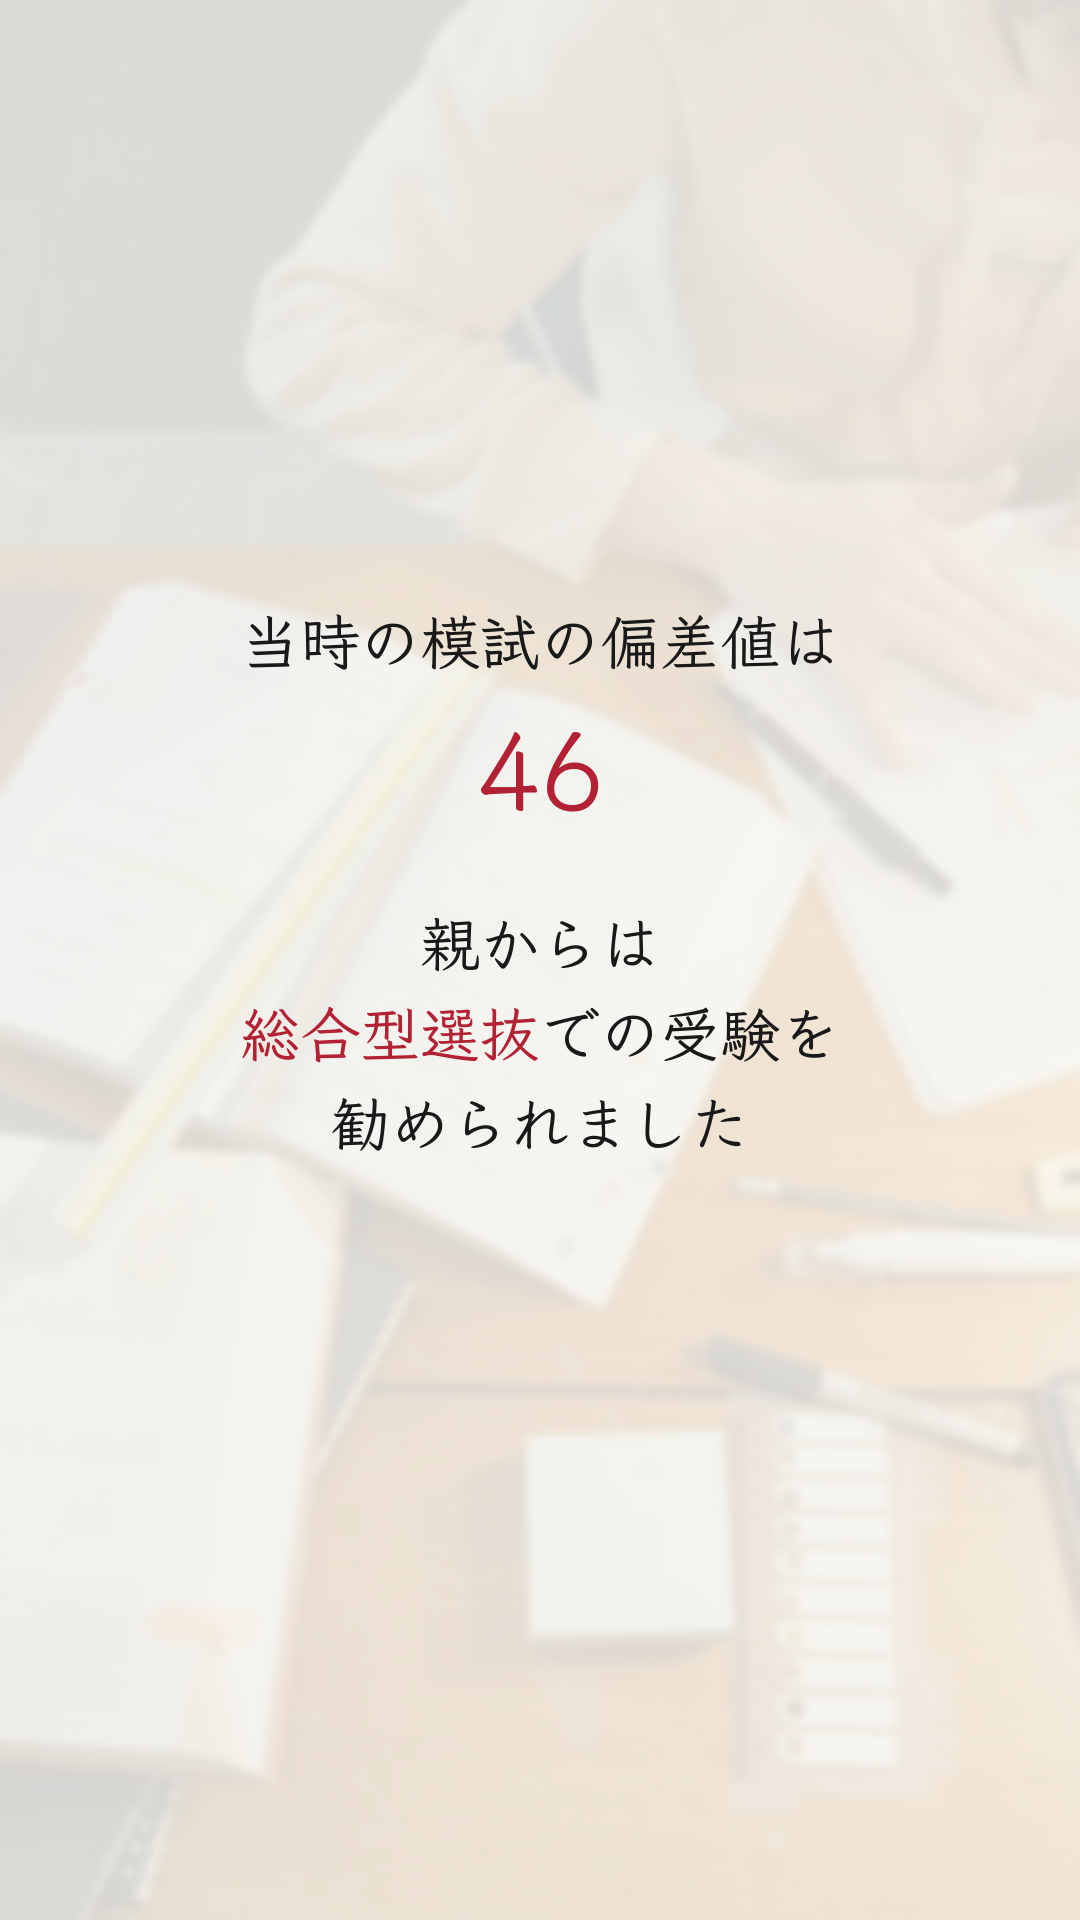 当時の模試の偏差値は
46
親からは
総合型選抜での受験を
勧められました